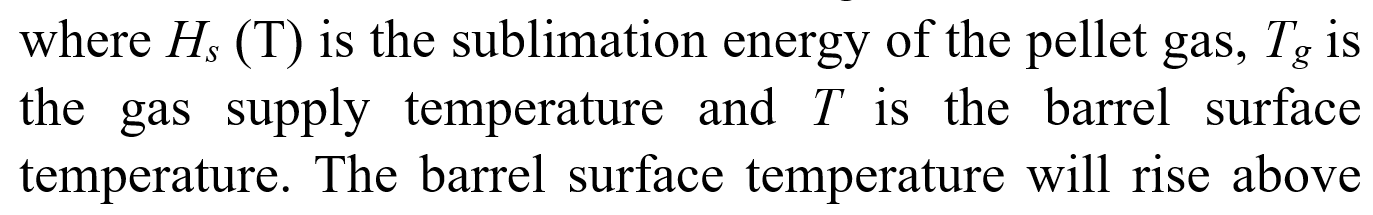 where Hs (T) is the sublimation energy of the pellet gas, Tg is
the gas supply temperature and T is the barrel surface
temperature. The barrel surface temperature will rise above